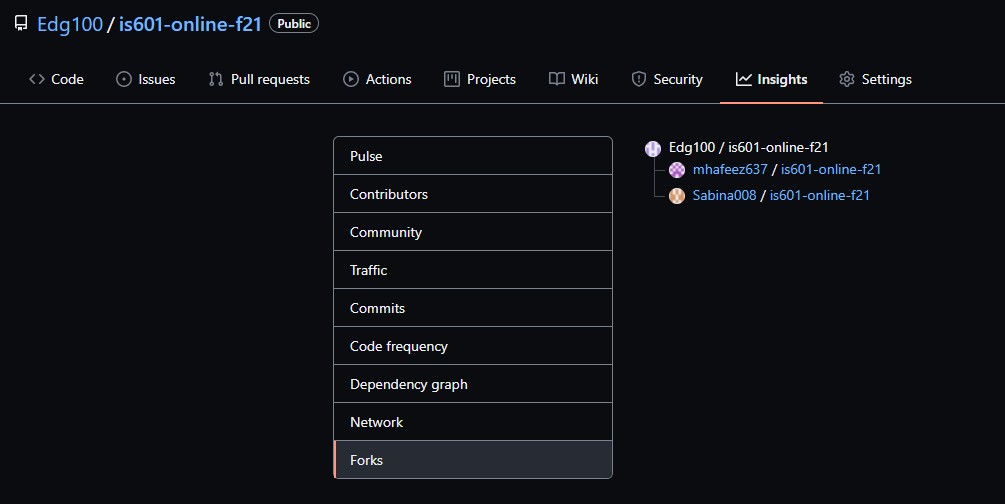 Edg100 / is601-online-f21 Public
Code Issues Pull requests Actions Projects Wiki Security Insights Settings
Pulse
Contributors
Community
Traffic
Commits
Code frequency
Dependency graph
Network
Forks
Edg100 / is601-online-f21
mhafeez637 / is601-online-f21
Sabina008 / is601-online-f21